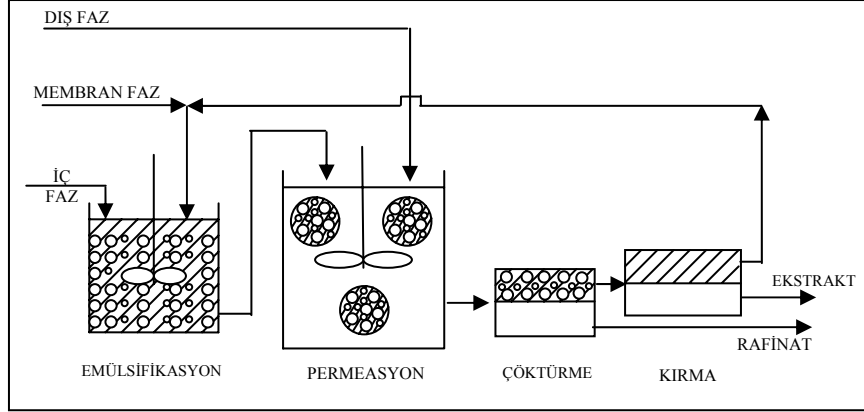 DIŞ FAZ
MEMBRAN FAZ
İÇ
FAZ
EKSTRAKT
RAFİNAT
EMÜLSİFİKASYON
PERMEASYON
ÇÖKTÜRME
KIRMA